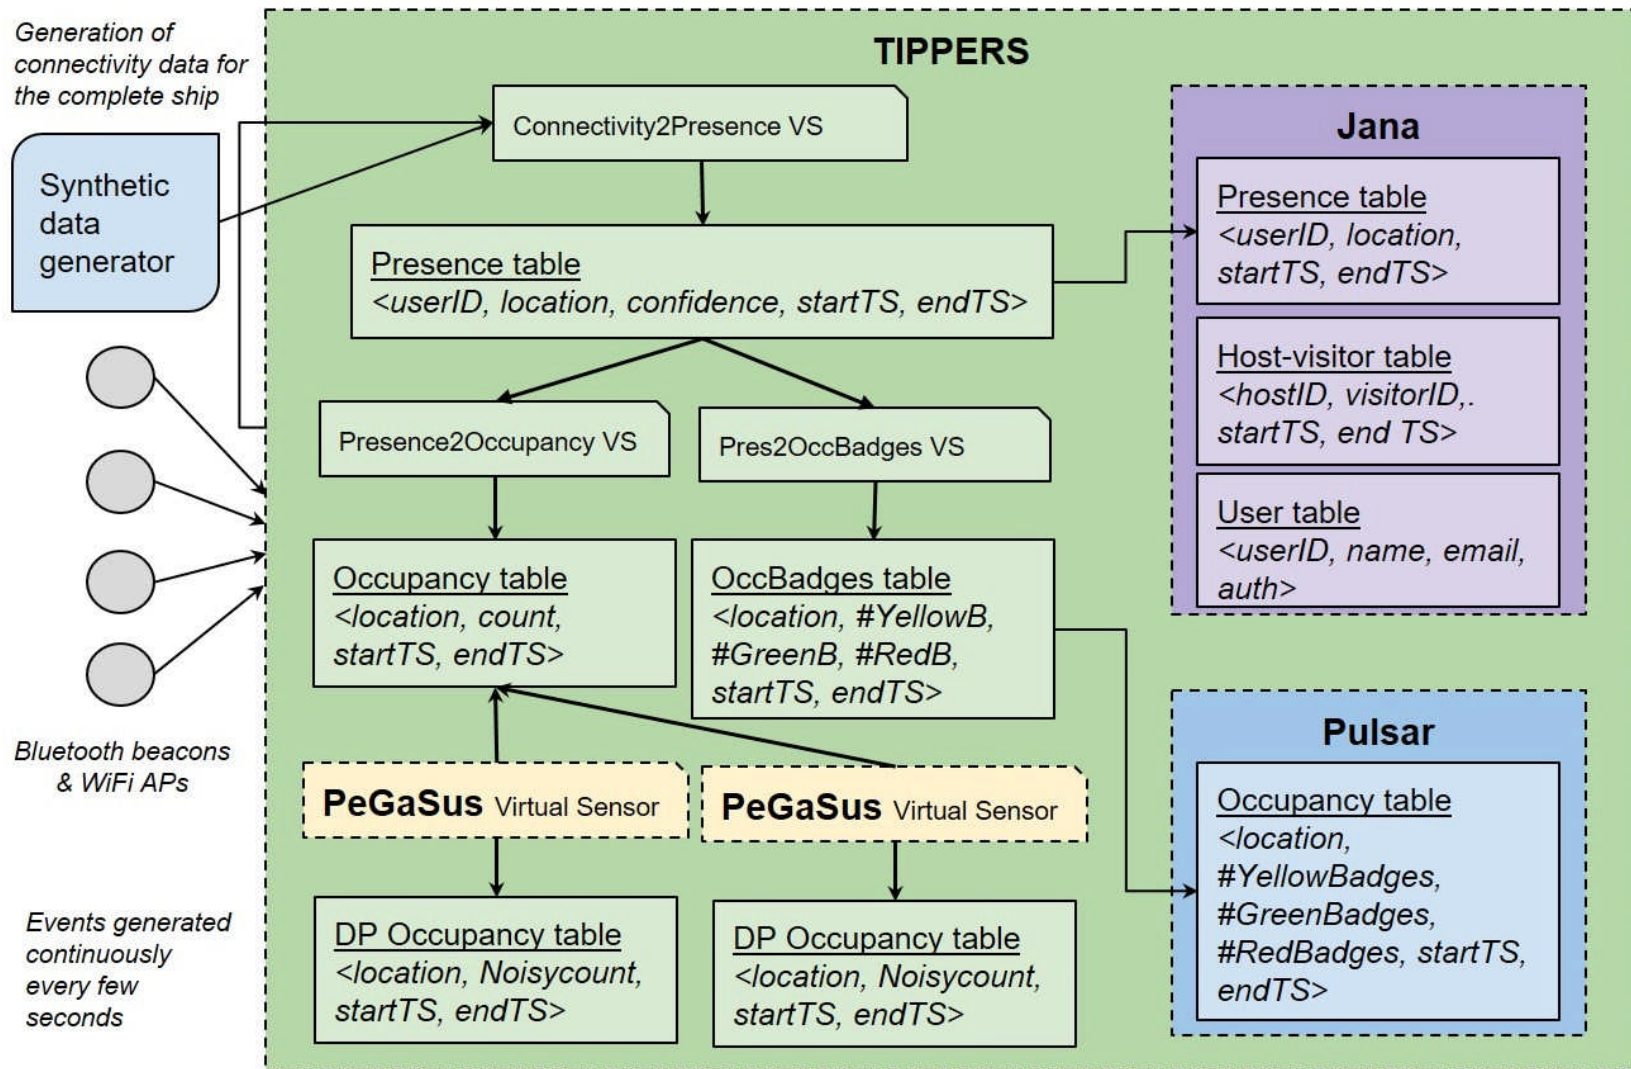 Generation of
connectivity data for
the complete ship
Synthetic
data
generator
Bluetooth beacons
& WiFi APs
Events generated
continuously
every few
seconds
TIPPERS
Connectivity2Presence VS
Presence table
<userID, location, confidence, startTS, endTS>
Presence2Occupancy VS
Pres2OccBadges VS
Occupancy table
<location, count,
startTS, endTS>
OccBadges table
<location, #YellowB,
#GreenB, #RedB,
startTS, endTS>
PeGaSus Virtual Sensor
PeGaSus Virtual Sensor
DP Occupancy table
<location, Noisycount,
startTS, endTS>
DP Occupancy table
<location, Noisycount,
startTS, endTS>
Jana
Presence table
<userID, location,
startTS, endTS>
Host-visitor table
<hostID, visitorID,.
startTS, end TS>
User table
<userID, name, email,
auth>
Pulsar
Occupancy table
<location,
#YellowBadges,
#GreenBadges,
#RedBadges, startTS,
endTS>